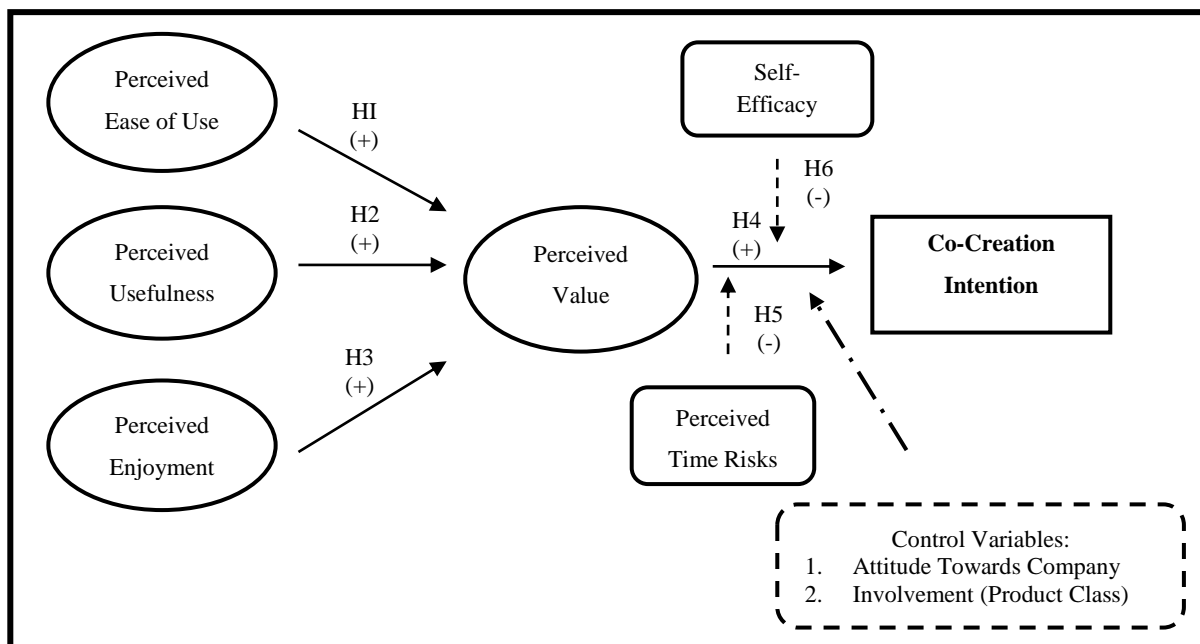 Perceived
Ease of Use
HI
(+)
Self-
Efficacy
H6
(-)
H2
(+)
Perceived
Usefulness
Perceived
Value
H4
(+)
Co-Creation
Intention
H5
(-)
H3
(+)
Perceived
Enjoyment
Perceived
Time Risks
Control Variables:
1. Attitude Towards Company
2. Involvement (Product Class)